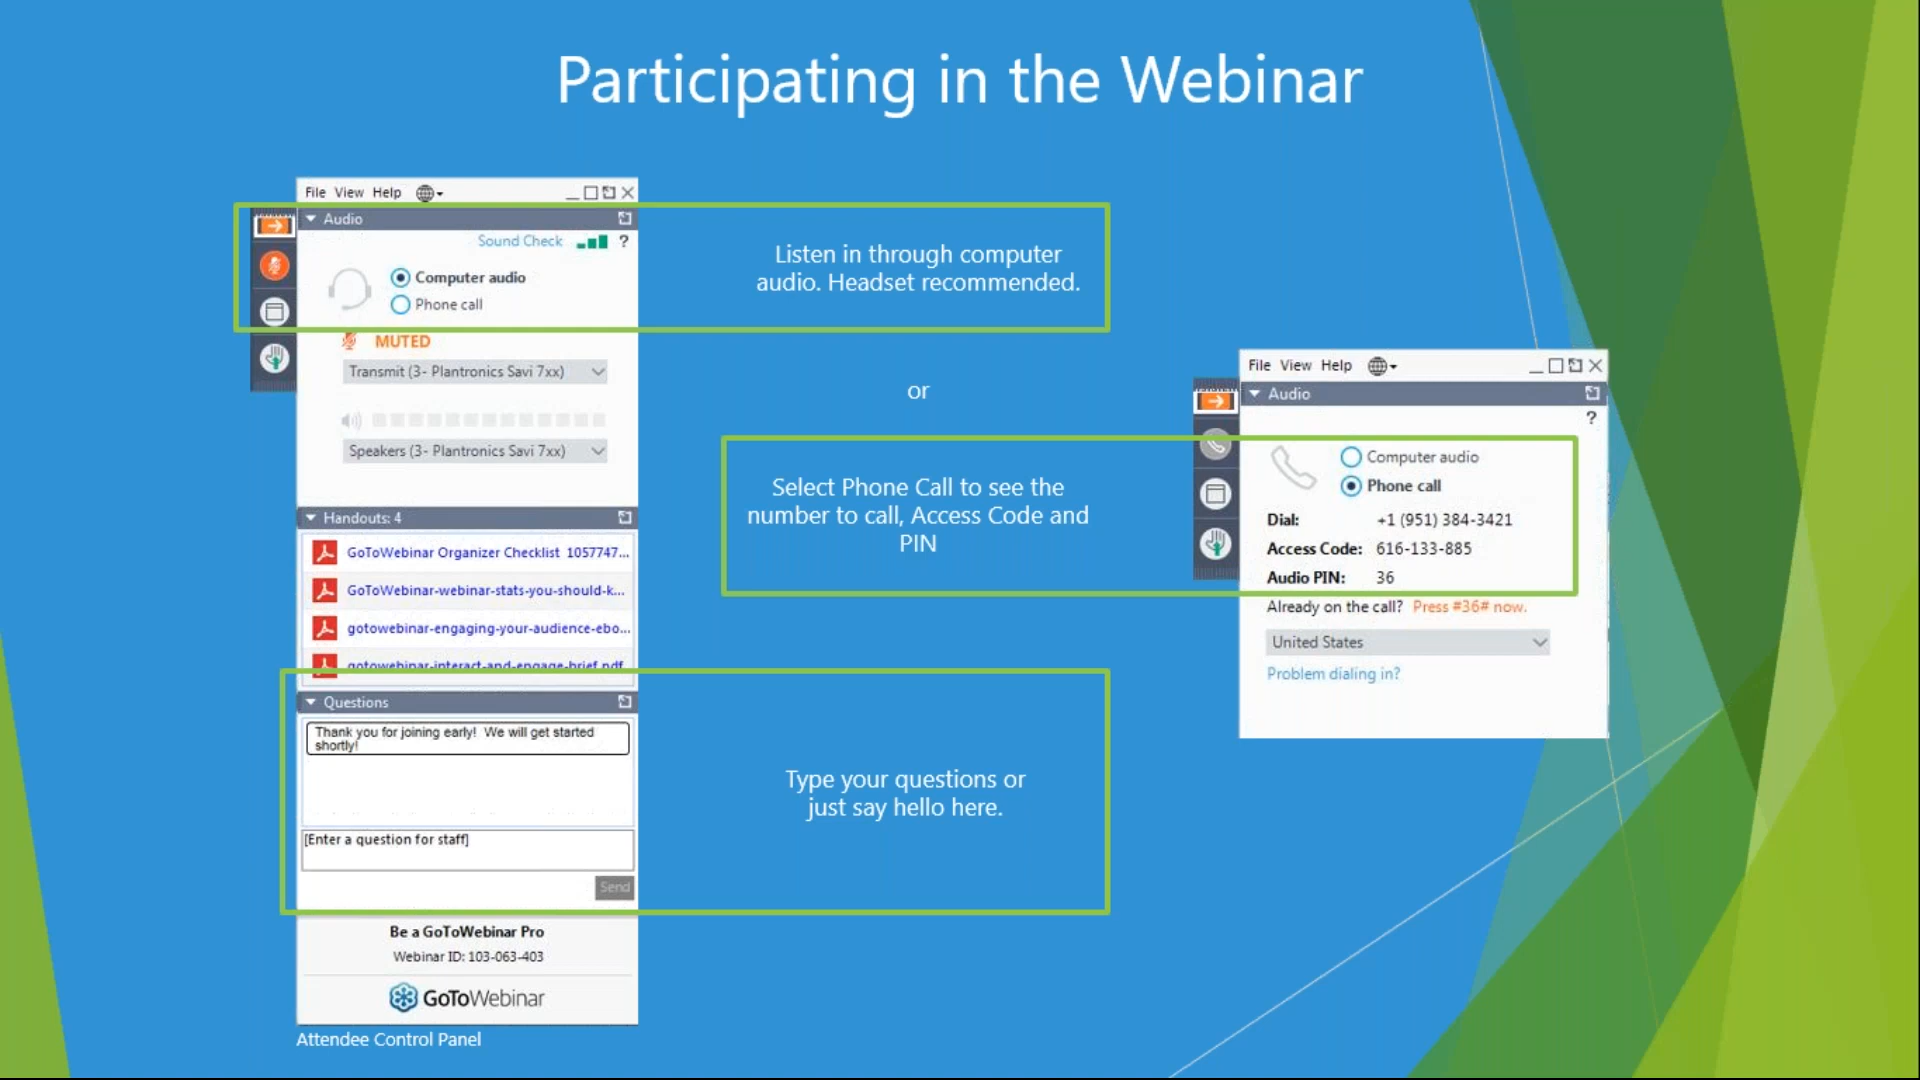 Participating in the Webinar
File View Help
Audio
Sound Check ?
Computer audio
Phone call
MUTED
Transmit (3- Plantronics Savi 7xx)
Speakers (3- Plantronics Savi 7xx)
Handouts: 4
GoToWebinar Organizer Checklist 1057747...
GoToWebinar-webinar-stats-you-should-k...
gotowebinar-engaging-your-audience-ebo...
gotowebinar-interact-and-engage-brief.pdf
Questions
Thank you for joining early! We will get started
shortly!
[Enter a question for staff]
Send
Be a GoToWebinar Pro
Webinar ID: 103-063-403
GoToWebinar
Attendee Control Panel
Listen in through computer
audio. Headset recommended.
or
Select Phone Call to see the
number to call, Access Code and
PIN
Type your questions or
just say hello here.
File View Help
Audio
?
Computer audio
Phone call
Dial: +1 (951) 384-3421
Access Code: 616-133-885
Audio PIN: 36
Already on the call? Press #36# now.
United States
Problem dialing in?